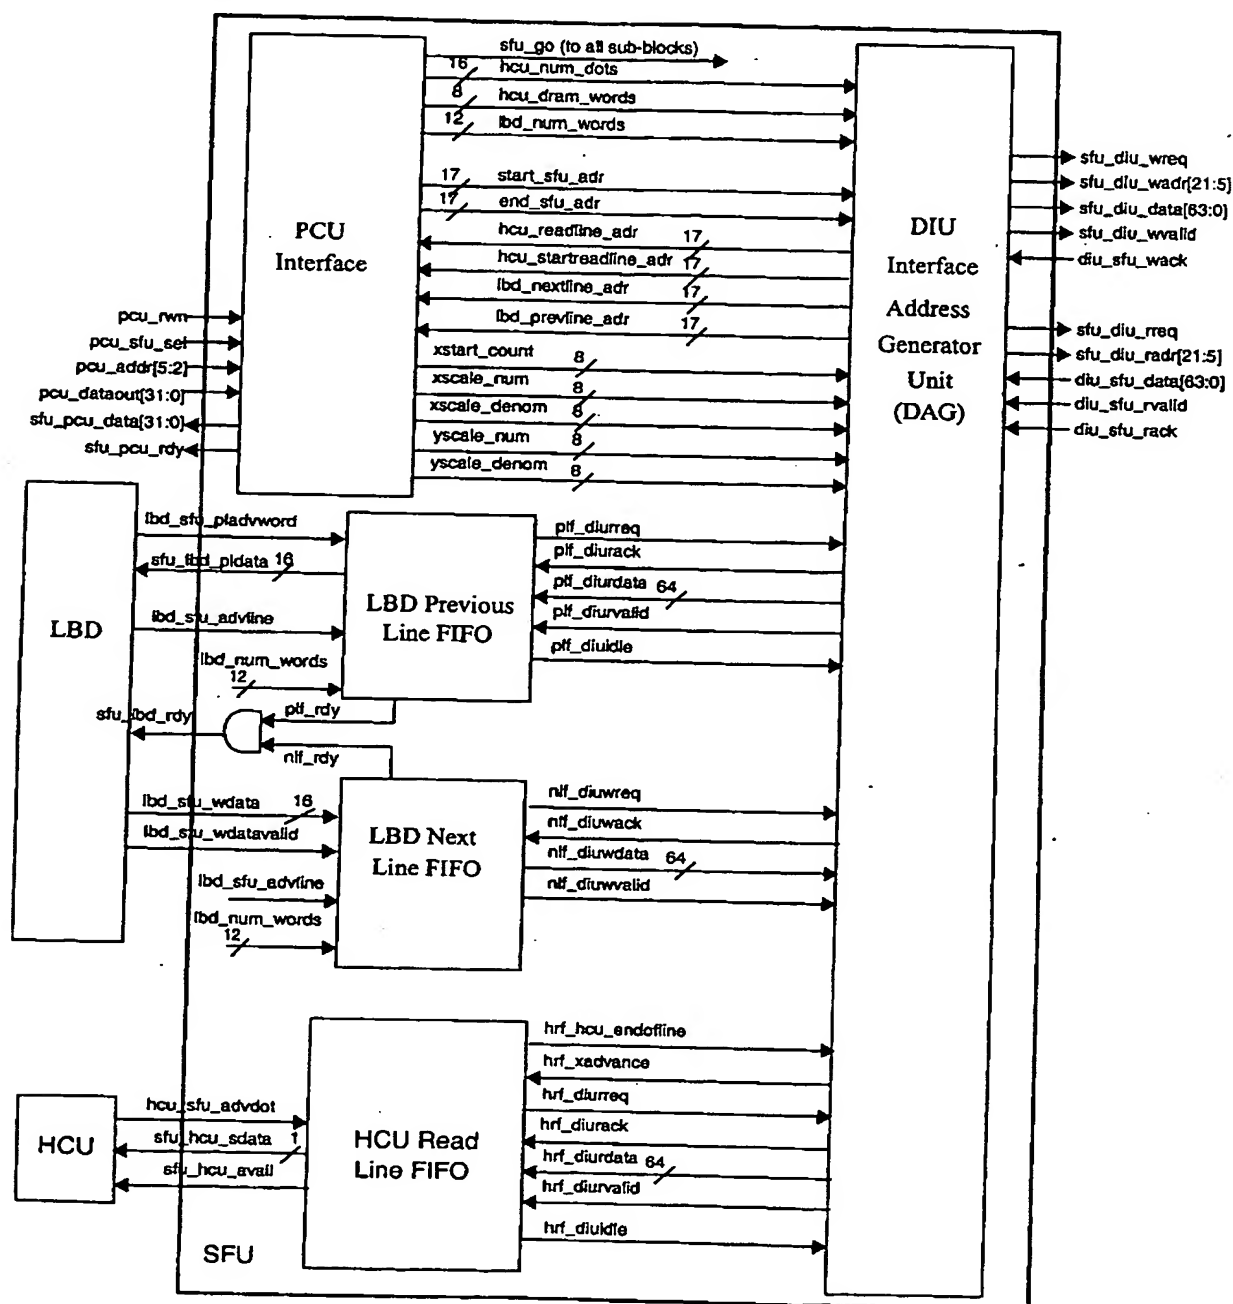 sfu_go (to all sub-blocks)
16 hcu_num_dots
8 hcu_dram_words
12 lbd_num_words
17 start_sfu_adr
17 end_sfu_adr
hcu_readline_adr 17
hcu_startreadline_adr 17
lbd_nextline_adr 17
lbd_prevline_adr 17
xstart_count 8
xscale_num 8
xscale_denom 8
yscale_num 8
yscale_denom 8
PCU
Interface
pcu_rwn
pcu_sfu_sel
pcu_addr[5:2]
pcu_dataout[31:0]
sfu_pcu_data[31:0]
sfu_pcu_rdy
DIU
Interface
Address
Generator
Unit
(DAG)
sfu_diu_wreq
sfu_diu_wadr[21:5]
sfu_diu_data[63:0]
sfu_diu_wvalid
diu_sfu_wack
sfu_diu_rreq
sfu_diu_radr[21:5]
diu_sfu_data[63:0]
diu_sfu_rvalid
diu_sfu_rack
LBD
lbd_sfu_pladvword
sfu_lbd_pldata 16
lbd_sfu_advline
lbd_num_words
12
sfu_lbd_rdy
plf_rdy
nlf_rdy
LBD Previous
Line FIFO
plf_diurreq
plf_diurack
plf_diurdata 64
plf_diurvalid
plf_diuidle
lbd_sfu_wdata 16
lbd_sfu_wdatavalid
lbd_sfu_advline
lbd_num_words
12
LBD Next
Line FIFO
nlf_diuwreq
nlf_diuwack
nlf_diuwdata 64
nlf_diuwvalid
HCU
hcu_sfu_advdot
sfu_hcu_sdata 1
sfu_hcu_avail
HCU Read
Line FIFO
hrf_hcu_endofline
hrf_xadvance
hrf_diurreq
hrf_diurack
hrf_diurdata 64
hrf_diurvalid
hrf_diuidle
SFU